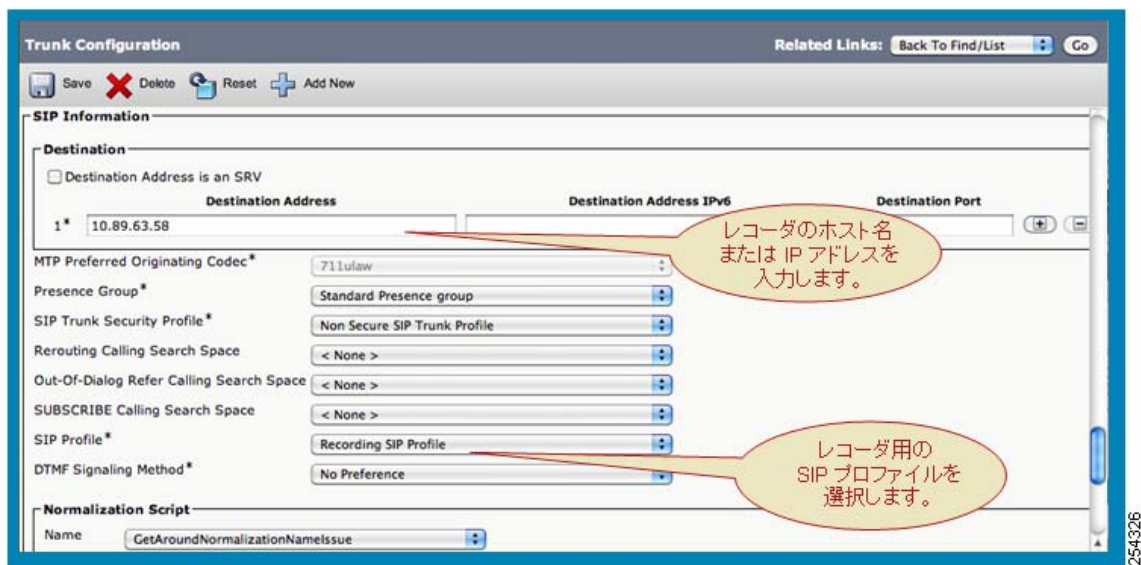 Trunk Configuration
Related Links: Back To Find/List Go
Save Delete Reset Add New
SIP Information
Destination
Destination Address is an SRV
Destination Address Destination Address IPv6 Destination Port
1* 10.89.63.58
レコーダのホスト名
または IP アドレスを
入力します。
MTP Preferred Originating Codec* 711ulaw
Presence Group* Standard Presence group
SIP Trunk Security Profile* Non Secure SIP Trunk Profile
Rerouting Calling Search Space < None >
Out-Of-Dialog Refer Calling Search Space < None >
SUBSCRIBE Calling Search Space < None >
SIP Profile* Recording SIP Profile
DTMF Signaling Method* No Preference
レコーダ用の
SIP プロファイルを
選択します。
Normalization Script
Name GetAroundNormalizationNameIssue
254326